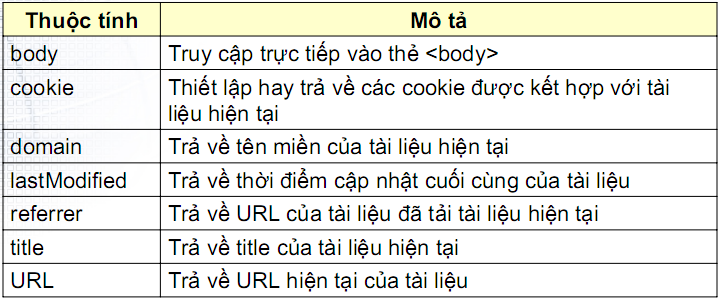 Thuộc tính Mô tả
body Truy cập trực tiếp vào thẻ <body>
cookie Thiết lập hay trả về các cookie được kết hợp với tài
liệu hiện tại
domain Trả về tên miền của tài liệu hiện tại
lastModified Trả về thời điểm cập nhật cuối cùng của tài liệu
referrer Trả về URL của tài liệu đã tải tài liệu hiện tại
title Trả về title của tài liệu hiện tại
URL Trả về URL hiện tại của tài liệu